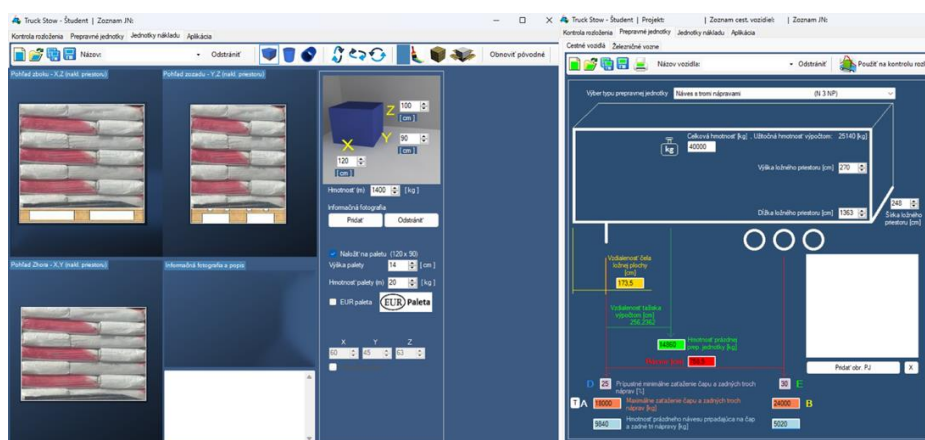 Truck Stow - Študent | Zoznam JN:
Kontrola rozloženia Prepravné jednotky Jednotky nákladu Aplikácia
Názov: Odstrániť Obnoviť pôvodné
Pohľad zboku - X,Z (nakl. priestoru)
Pohľad zozadu - Y,Z (nakl. priestoru)
Z 100
[cm]
Y 90
[cm]
X
120
[cm]
Hmotnosť (m) 1400 [kg]
Informačná fotografia
Pridať Odstrániť
Naložiť na paletu (120 x 90)
Výška palety 14 [cm]
Hmotnosť palety (m) 20 [kg]
EUR paleta EUR Paleta
X Y Z
60 45 63
Pohľad Zhora - X,Y (nakl. priestoru)
Informačná fotografia a popis
Truck Stow - Študent | Projekt: | Zoznam cest. vozidiel: | Zoznam JN:
Kontrola rozloženia Prepravné jednotky Jednotky nákladu Aplikácia
Cestné vozidlá Železničné vozne
Názov vozidla: Odstrániť Použiť na kontrolu rozl
Výber typu prepravnej jednotky Náves s tromi nápravami (N 3 NP)
Celková hmotnosť [kg] , Užitočná hmotnosť výpočtom: 25140 [kg]
kg 40000
Výška ložného priestoru [cm] 270
Dĺžka ložného priestoru [cm] 1363
248
Šírka ložného
priestoru [cm]
Vzdialenosť čela
ložnej plochy
[cm]
173,5
Vzdialenosť ťažiska
výpočtom [cm]
256,2362
14860 Hmotnosť prázdnej
prep. jednotky [kg]
Pridať obr. PJ X
D 25 Prípustné minimálne zaťaženie čapu a zadných troch
náprav [%] 30 E
T A 18000 Maximálne zaťaženie čapu a zadných troch
náprav [kg] 24000 B
9840 Hmotnosť prázdneho návesu pripadajúca na čap
a zadné tri nápravy [kg] 5020